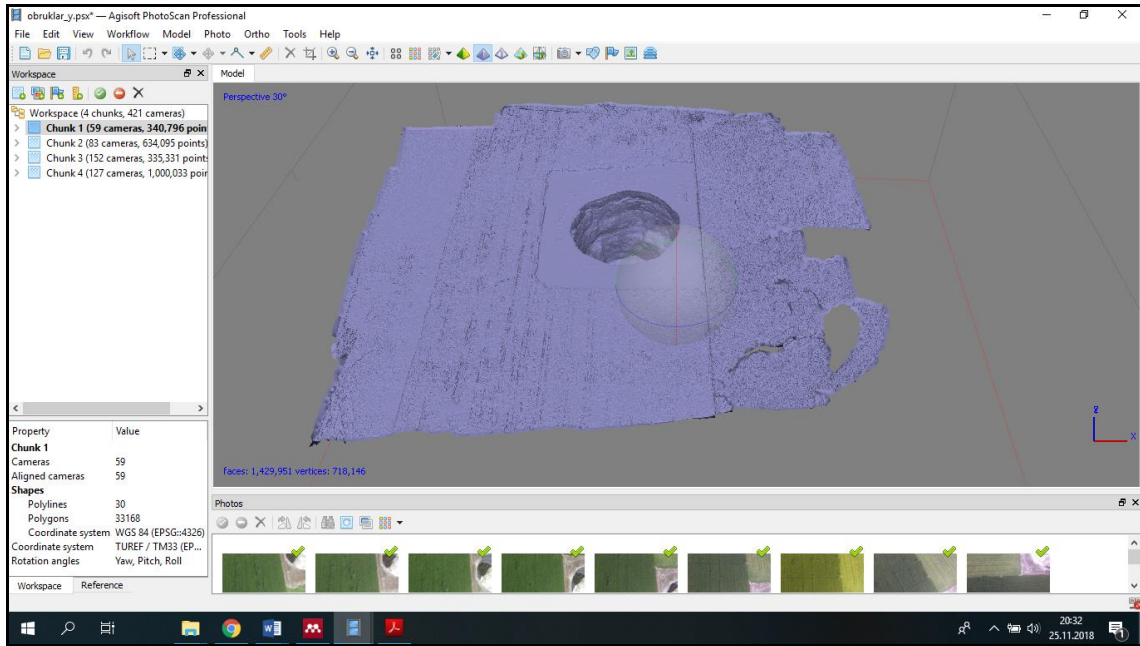 obruklar_y.psx* — Agisoft PhotoScan Professional
File Edit View Workflow Model Photo Ortho Tools Help
Workspace
Model
Perspective 30°
Workspace (4 chunks, 421 cameras)
Chunk 1 (59 cameras, 340,796 poin
Chunk 2 (83 cameras, 634,095 points)
Chunk 3 (152 cameras, 335,331 points
Chunk 4 (127 cameras, 1,000,033 poin
Property Value
Chunk 1
Cameras 59
Aligned cameras 59
Shapes
Polylines 30
Polygons 33168
Coordinate system WGS 84 (EPSG::4326)
Coordinate system TUREF / TM33 (EP...
Rotation angles Yaw, Pitch, Roll
Workspace Reference
Z
X
faces: 1,429,951 vertices: 718,146
Photos
20:32
25.11.2018